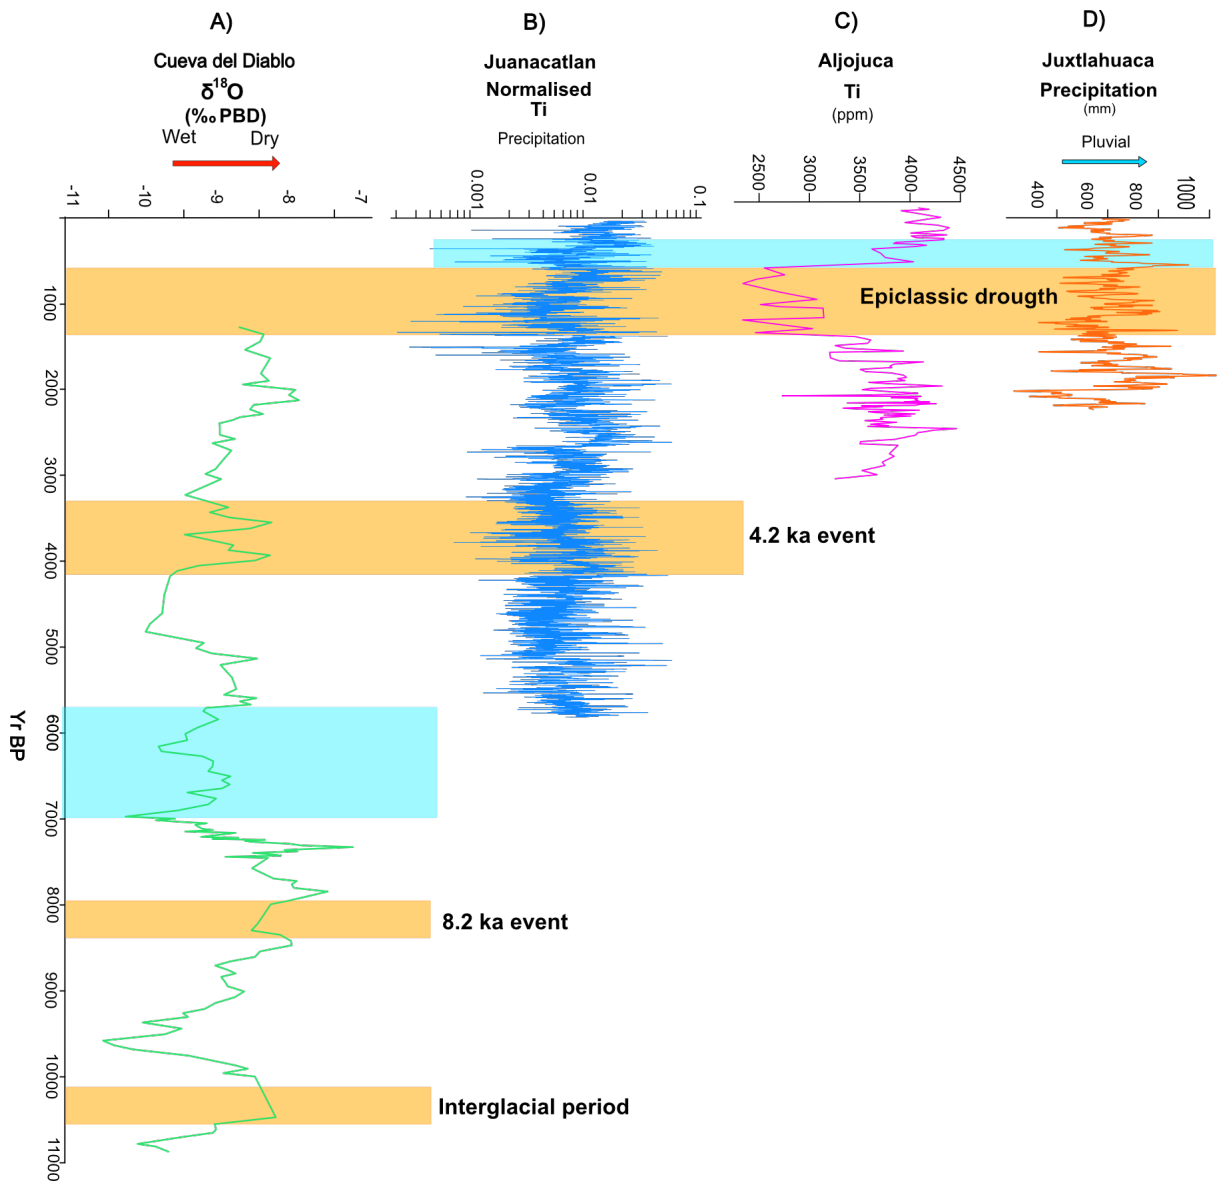 A)
Cueva del Diablo
δ18O
(‰ PBD)
Wet Dry
-11 -10 -9 -8 -7
B)
Juanacatlan
Normalised
Ti
Precipitation
0.001 0.01 0.1
C)
Aljojuca
Ti
(ppm)
2500 3000 3500 4000 4500
D)
Juxtlahuaca
Precipitation
(mm)
Pluvial
400 600 800 1000
Yr BP
1000
2000
3000
4000
5000
6000
7000
8000
9000
10000
11000
Epiclassic drougth
4.2 ka event
8.2 ka event
Interglacial period